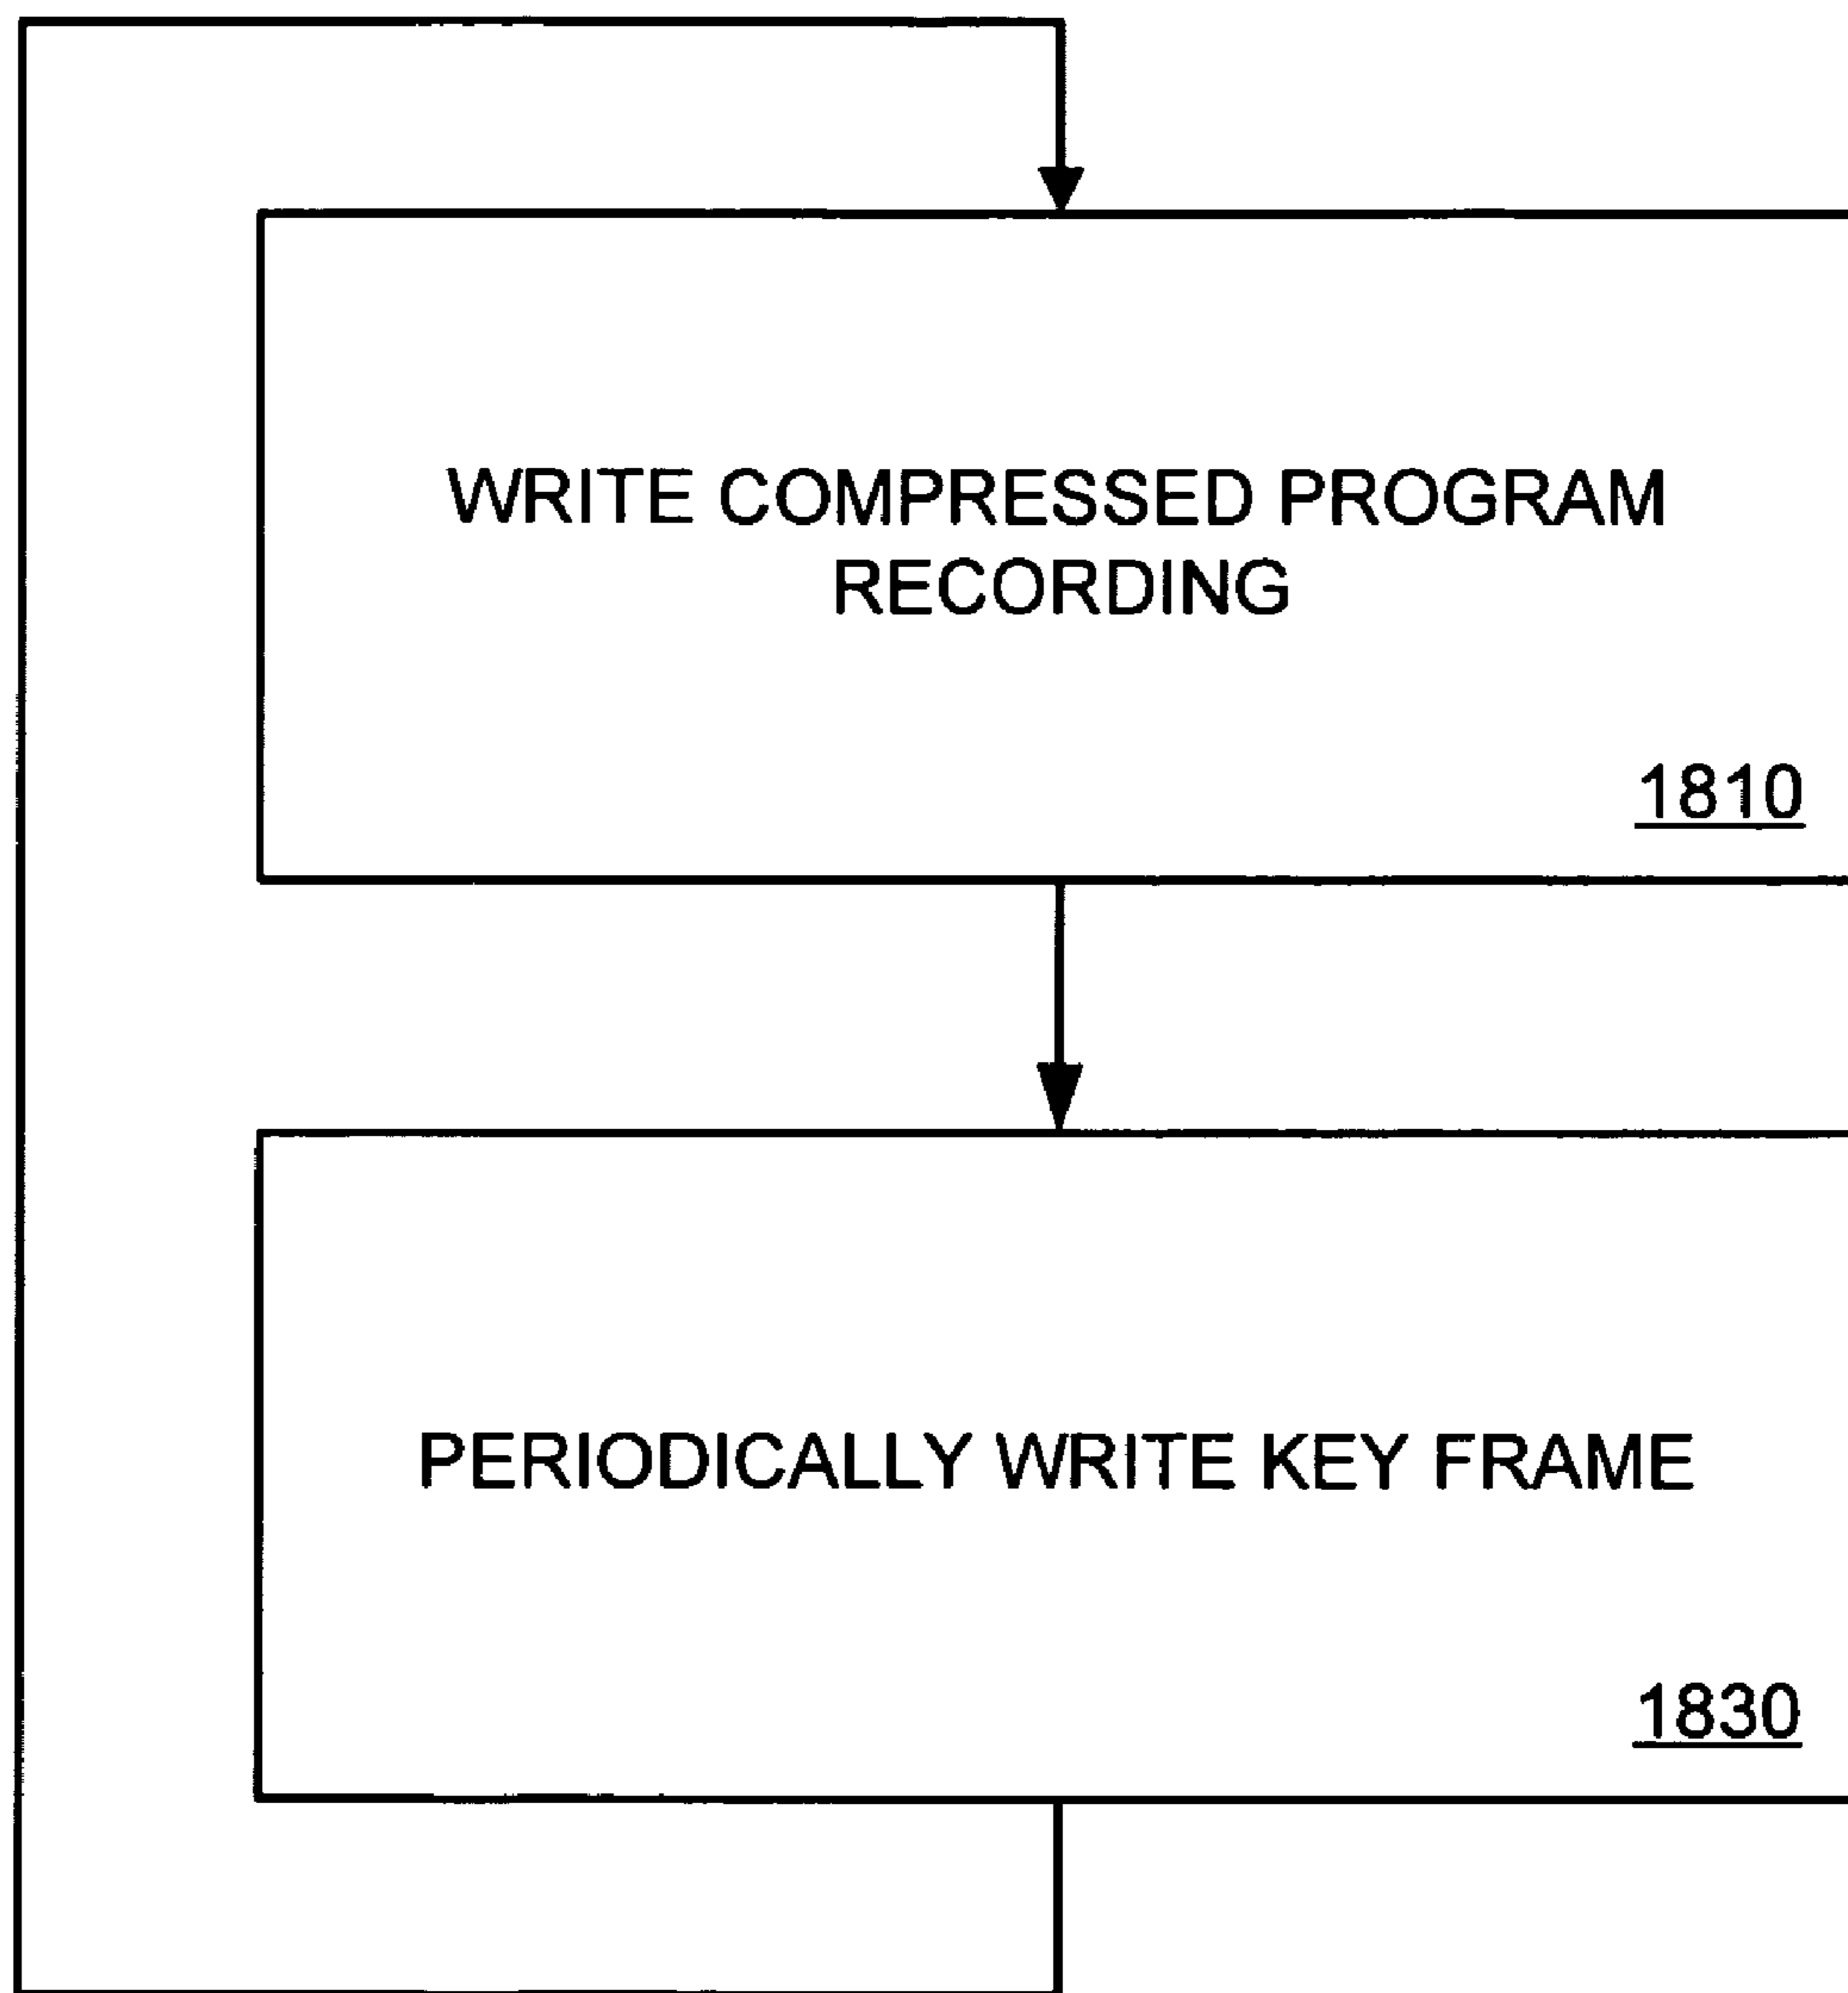 WRITE COMPRESSED PROGRAM
RECORDING
1810
PERIODICALLY WRITE KEY FRAME
1830